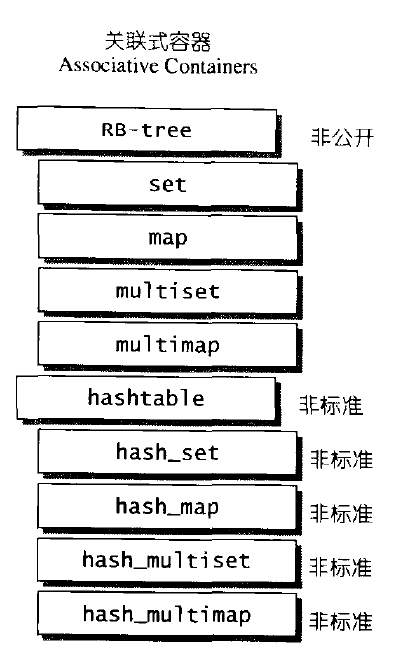 关联式容器
Associative Containers
RB-tree 非公开
set
map
multiset
multimap
hashtable 非标准
hash_set 非标准
hash_map 非标准
hash_multiset 非标准
hash_multimap 非标准